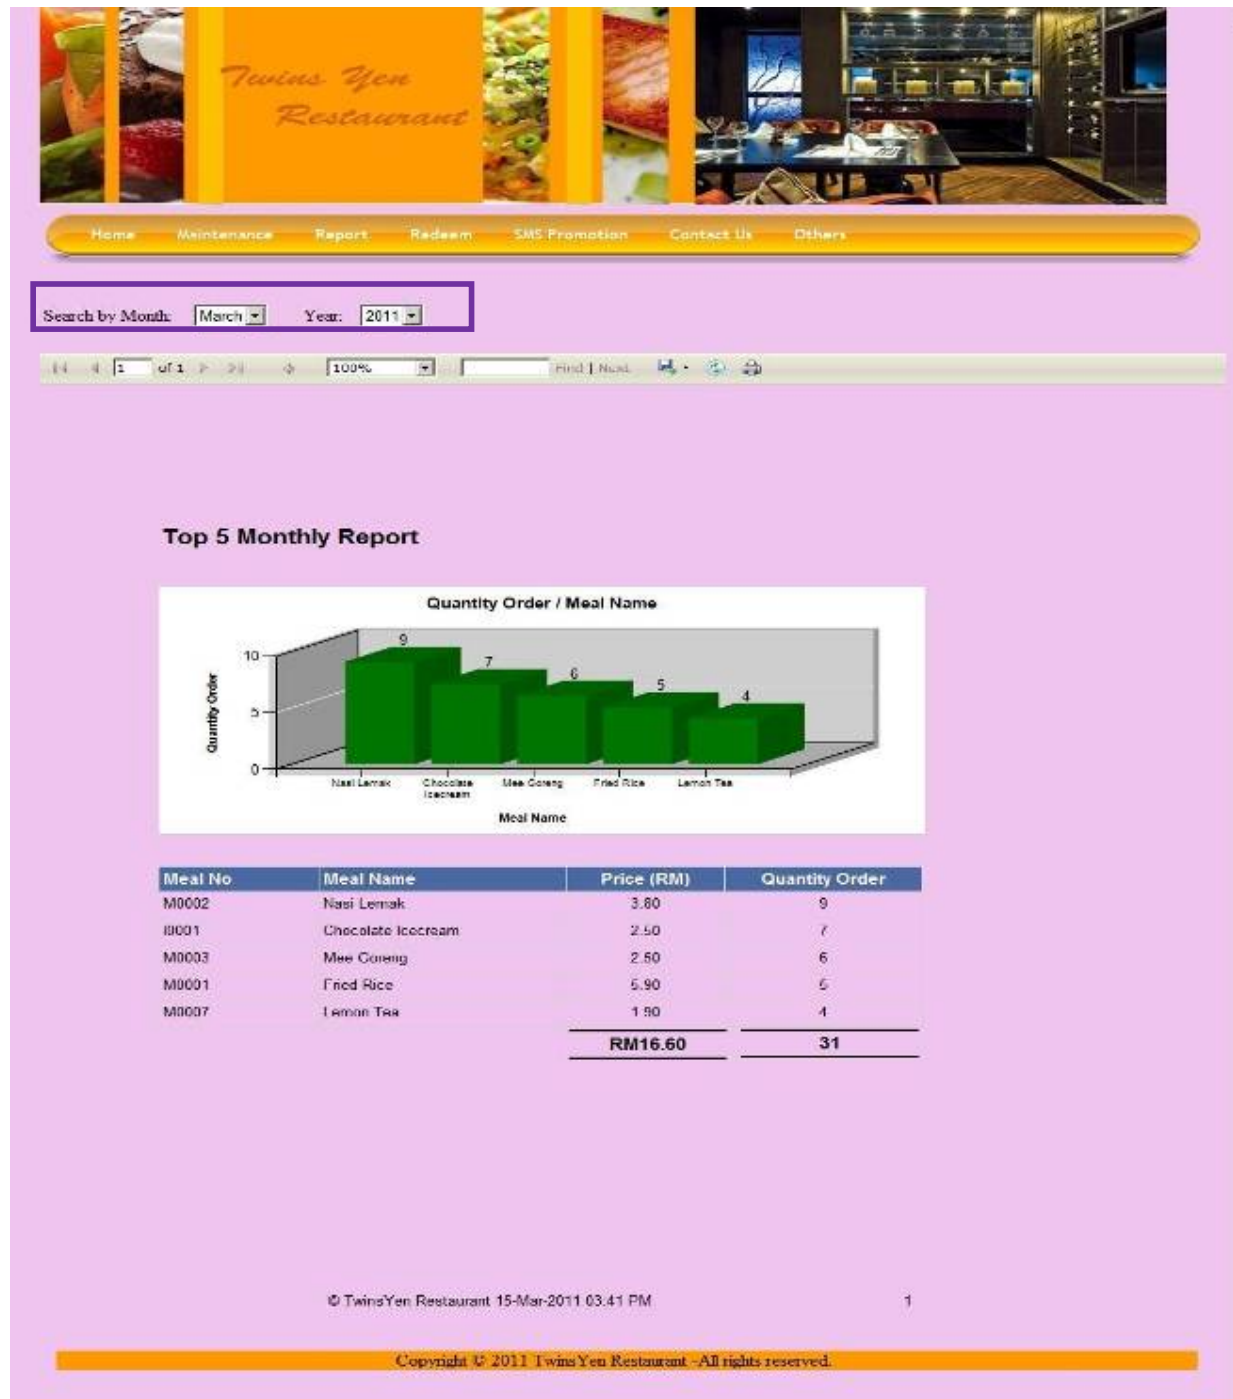 Twins Yen
Restaurant
Home Maintenance Report Redeem SMS Promotion Contact Us Others
Search by Month: March Year: 2011
1 of 1 100% Find | Next
Top 5 Monthly Report
Quantity Order / Meal Name
9
7
6
5
4
10
5
0
Quantity Order
Nasi Lemak Chocolate Icecream Mee Goreng Fried Rice Lemon Tea
Meal Name
Meal No Meal Name Price (RM) Quantity Order
M0002 Nasi Lemak 3.80 9
I0001 Chocolate Icecream 2.50 7
M0003 Mee Goreng 2.50 6
M0001 Fried Rice 5.90 5
M0007 Lemon Tea 1.90 4
RM16.60 31
© TwinsYen Restaurant 15-Mar-2011 03:41 PM 1
Copyright © 2011 TwinsYen Restaurant -All rights reserved.